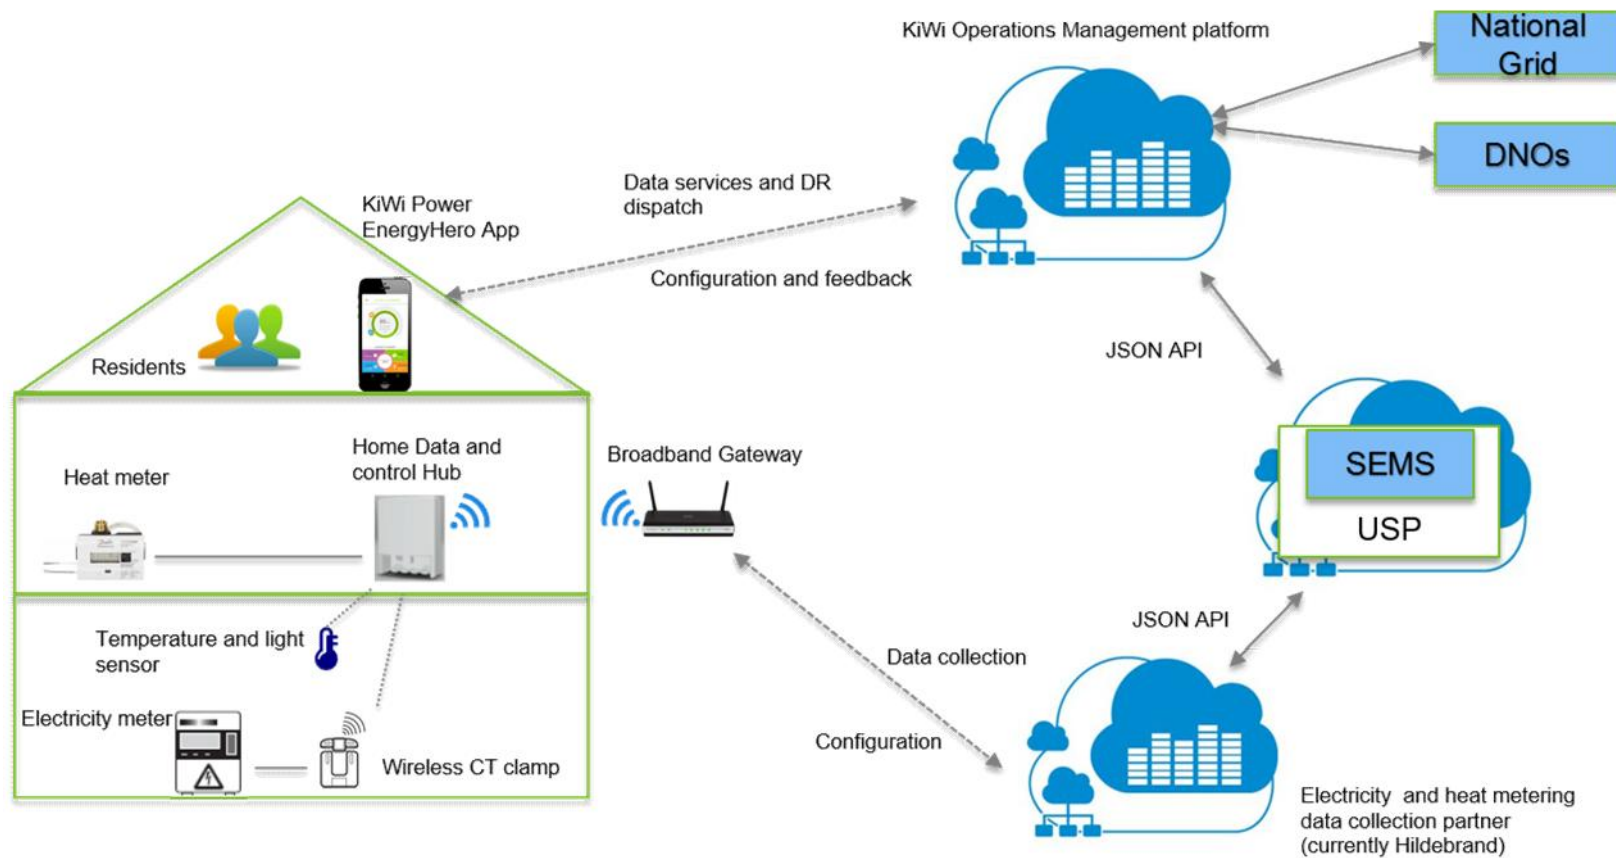 KiWi Operations Management platform
National
Grid
DNOs
Data services and DR
dispatch
KiWi Power
EnergyHero App
Configuration and feedback
Residents
JSON API
Home Data and
control Hub
Broadband Gateway
Heat meter
SEMS
USP
JSON API
Temperature and light
sensor
Data collection
Electricity meter
Configuration
Wireless CT clamp
Electricity and heat metering
data collection partner
(currently Hildebrand)